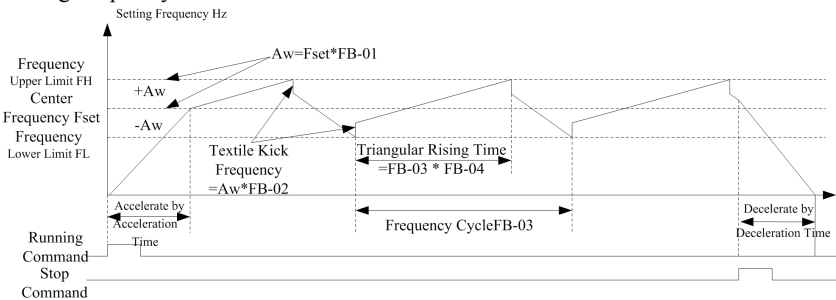 Setting Frequency Hz
Aw=Fset*FB-01
Frequency
Upper Limit FH
+Aw
Center
Frequency Fset
-Aw
Frequency
Lower Limit FL
Textile Kick
Frequency
=Aw*FB-02
Triangular Rising Time
=FB-03 * FB-04
Accelerate by
Acceleration
Time
Frequency CycleFB-03
Decelerate by
Deceleration Time
Running
Command
Stop
Command